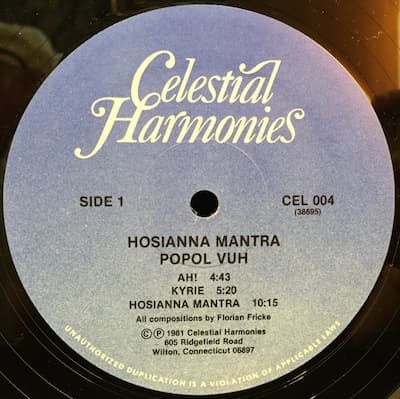 Celestial
Harmonies
SIDE 1
CEL 004
(38695)
HOSIANNA MANTRA
POPOL VUH
AH! 4:43
KYRIE 5:20
HOSIANNA MANTRA 10:15
All compositions by Florian Fricke
© ℗ 1981 Celestial Harmonies
605 Ridgefield Road
Wilton, Connecticut 06897
UNAUTHORIZED DUPLICATION IS A VIOLATION OF APPLICABLE LAWS